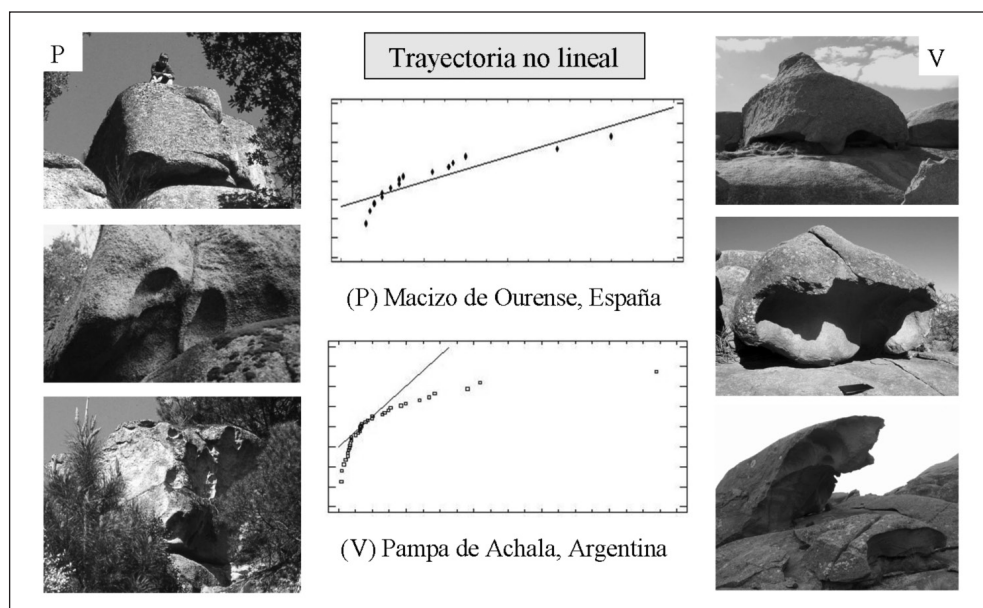 P
Trayectoria no lineal
V
(P) Macizo de Ourense, España
(V) Pampa de Achala, Argentina